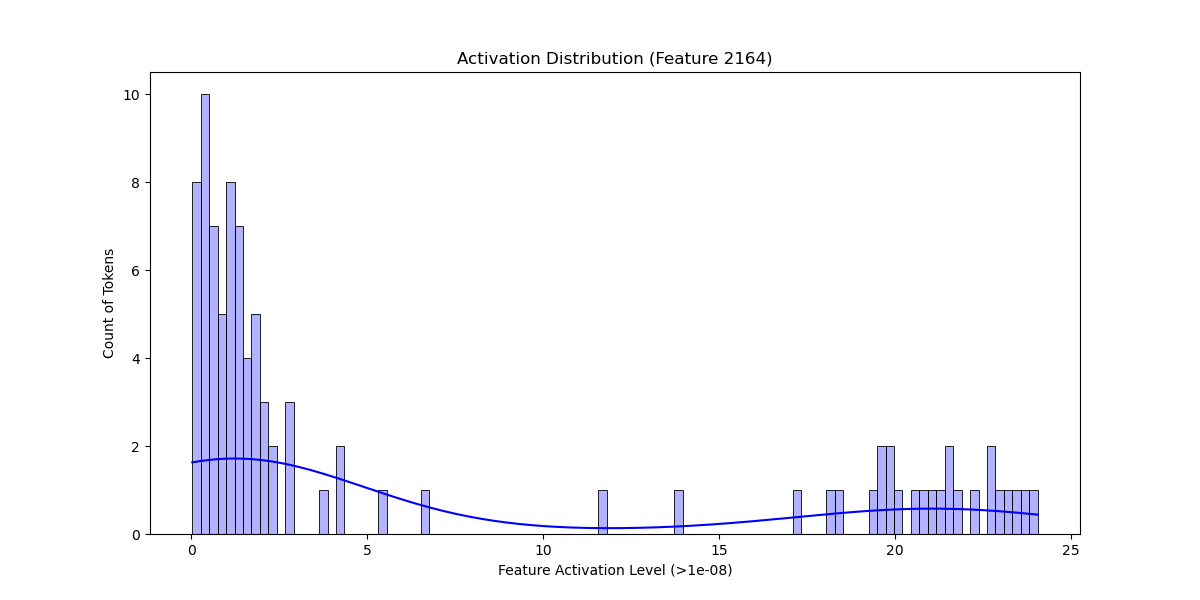 Activation Distribution (Feature 2164)
10
8
6
4
2
0
Count of Tokens
0 5 10 15 20 25
Feature Activation Level (>1e-08)